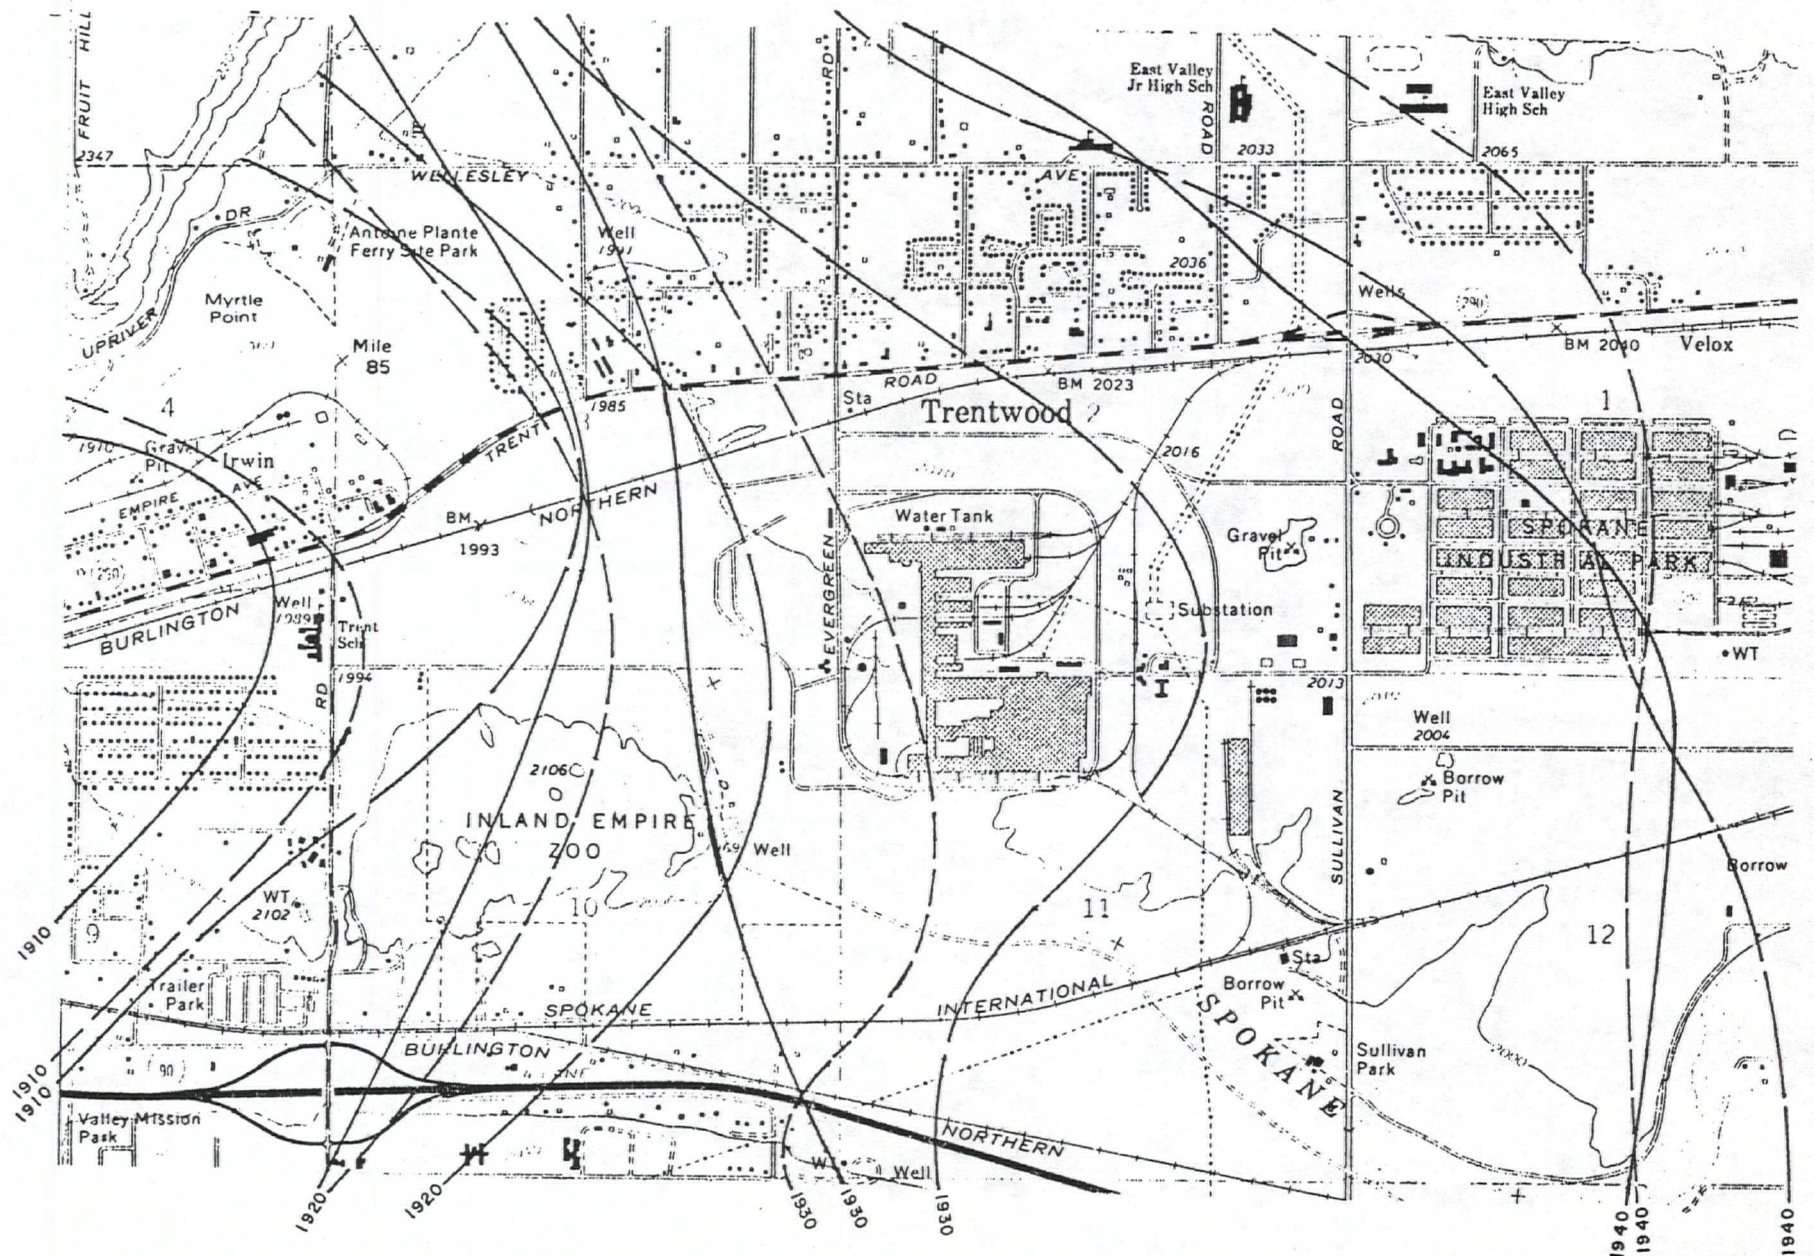 FRUIT HILL
2347
WELLESLEY
AVE
RD
East Valley
Jr High Sch
ROAD
2033
East Valley
High Sch
2065
DR
Antoine Plante
Ferry Site Park
Well
Myrtle
Point
UPRIVER
Mile
85
2036
Wells
290
2030
BM 2040
Velox
4
1
1985
ROAD
Sta
BM 2023
Trentwood 2
TRENT
ROAD
1910
Gravel
Pit
Irwin
EMPIRE
AVE
BM
1993
NORTHERN
Water Tank
2016
Gravel
Pit
SPOKANE
INDUSTRIAL PARK
290
BURLINGTON
Well
1989
Trent
Sch
RD
1994
EVERGREEN
Substation
2013
WT
Well
2004
2106
INLAND EMPIRE
ZOO
Well
Borrow
Pit
SULLIVAN
Borrow
WT
2102
1910
9
10
11
12
Sta
Borrow
Pit
Trailer
Park
SPOKANE
INTERNATIONAL
SPOKANE
BURLINGTON
90
Sullivan
Park
2000
1910
1910
Valley Mission
Park
NORTHERN
W
Well
1920
1920
1930
1930
1930
1940
1940
1940